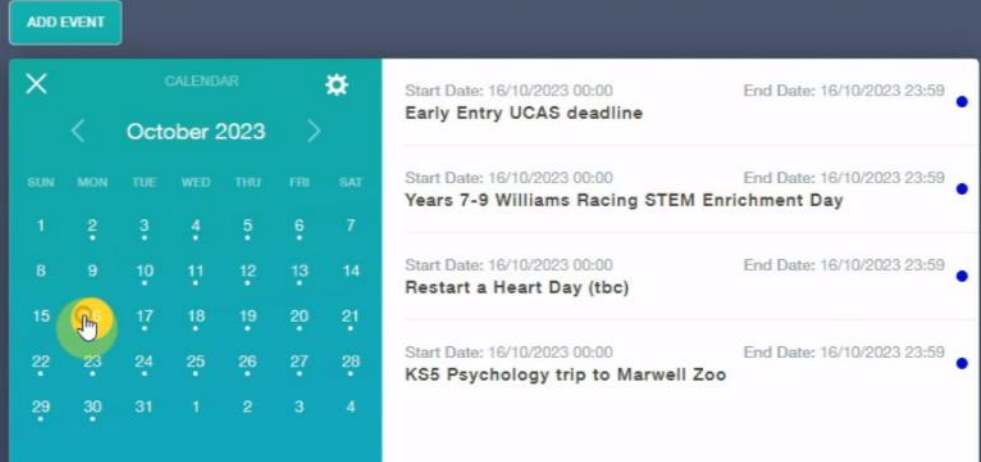 ADD EVENT
CALENDAR
October 2023
SUN MON TUE WED THU FRI SAT
1 2 3 4 5 6 7
8 9 10 11 12 13 14
15 17 18 19 20 21
22 23 24 25 26 27 28
29 30 31 1 2 3 4
Start Date: 16/10/2023 00:00 End Date: 16/10/2023 23:59
Early Entry UCAS deadline
Start Date: 16/10/2023 00:00 End Date: 16/10/2023 23:59
Years 7-9 Williams Racing STEM Enrichment Day
Start Date: 16/10/2023 00:00 End Date: 16/10/2023 23:59
Restart a Heart Day (tbc)
Start Date: 16/10/2023 00:00 End Date: 16/10/2023 23:59
KS5 Psychology trip to Marwell Zoo